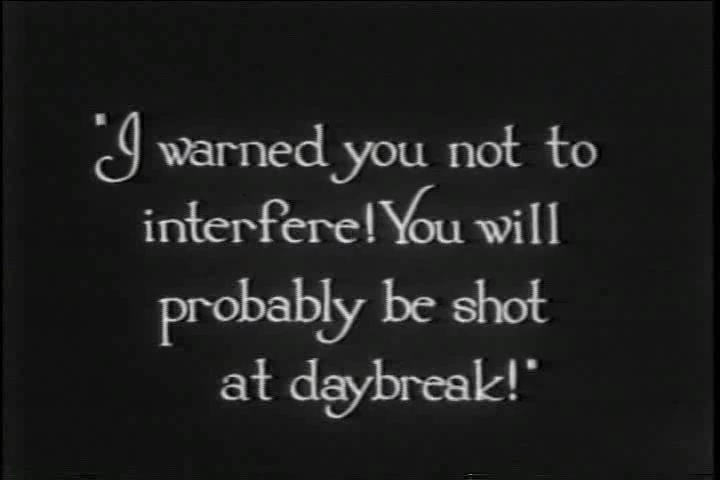 "I warned you not to
interfere! You will
probably be shot
at daybreak!"